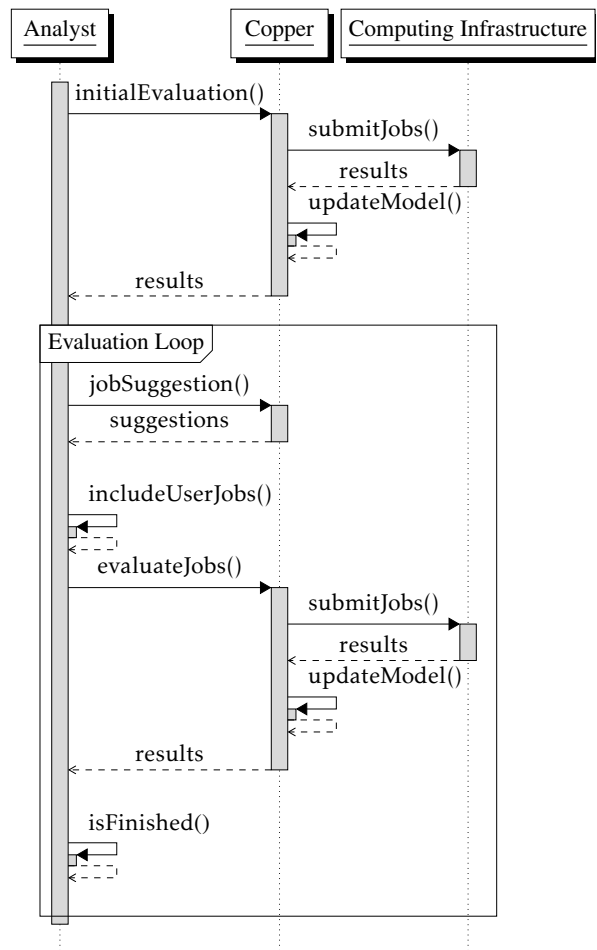 Analyst
Copper
Computing Infrastructure
initialEvaluation()
submitJobs()
results
updateModel()
results
Evaluation Loop
jobSuggestion()
suggestions
includeUserJobs()
evaluateJobs()
submitJobs()
results
updateModel()
results
isFinished()